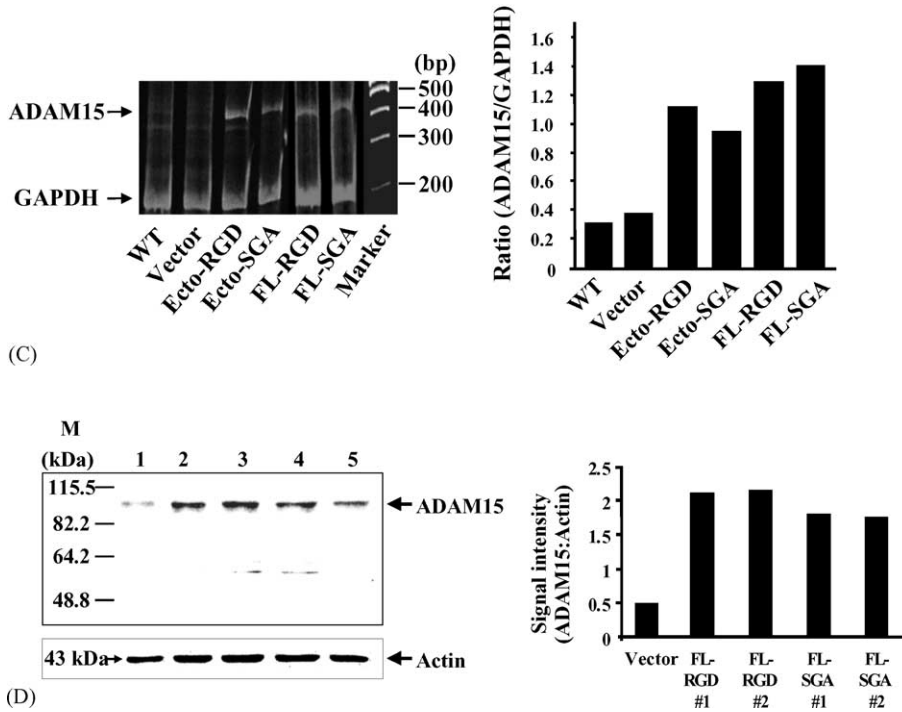 (bp)
500
400
300
200
ADAM15
GAPDH
WT
Vector
Ecto-RGD
Ecto-SGA
FL-RGD
FL-SGA
Marker
Ratio (ADAM15/GAPDH)
1.6
1.4
1.2
1.0
0.8
0.6
0.4
0.2
0
WT
Vector
Ecto-RGD
Ecto-SGA
FL-RGD
FL-SGA
(C)
M
(kDa)
1 2 3 4 5
115.5
82.2
64.2
48.8
ADAM15
43 kDa
Actin
Signal intensity
(ADAM15:Actin)
2.5
2
1.5
1
0.5
0
Vector
FL-
RGD
#1
FL-
RGD
#2
FL-
SGA
#1
FL-
SGA
#2
(D)